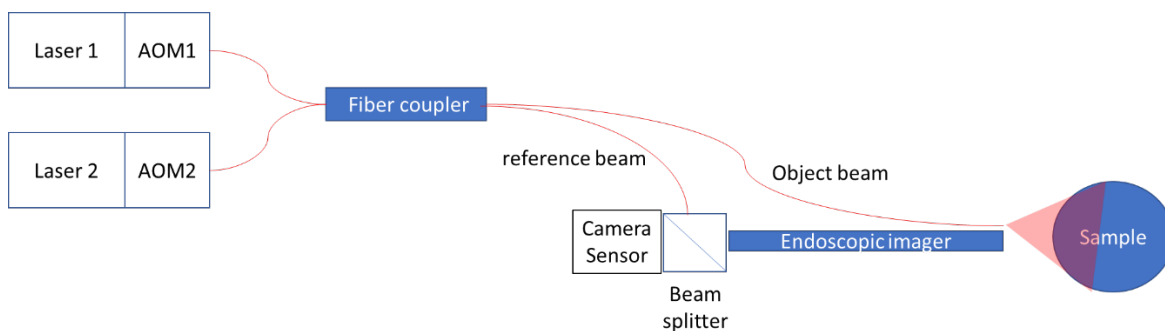 Laser 1
AOM1
Fiber coupler
Laser 2
AOM2
reference beam
Object beam
Camera
Sensor
Endoscopic imager
Sample
Beam
splitter